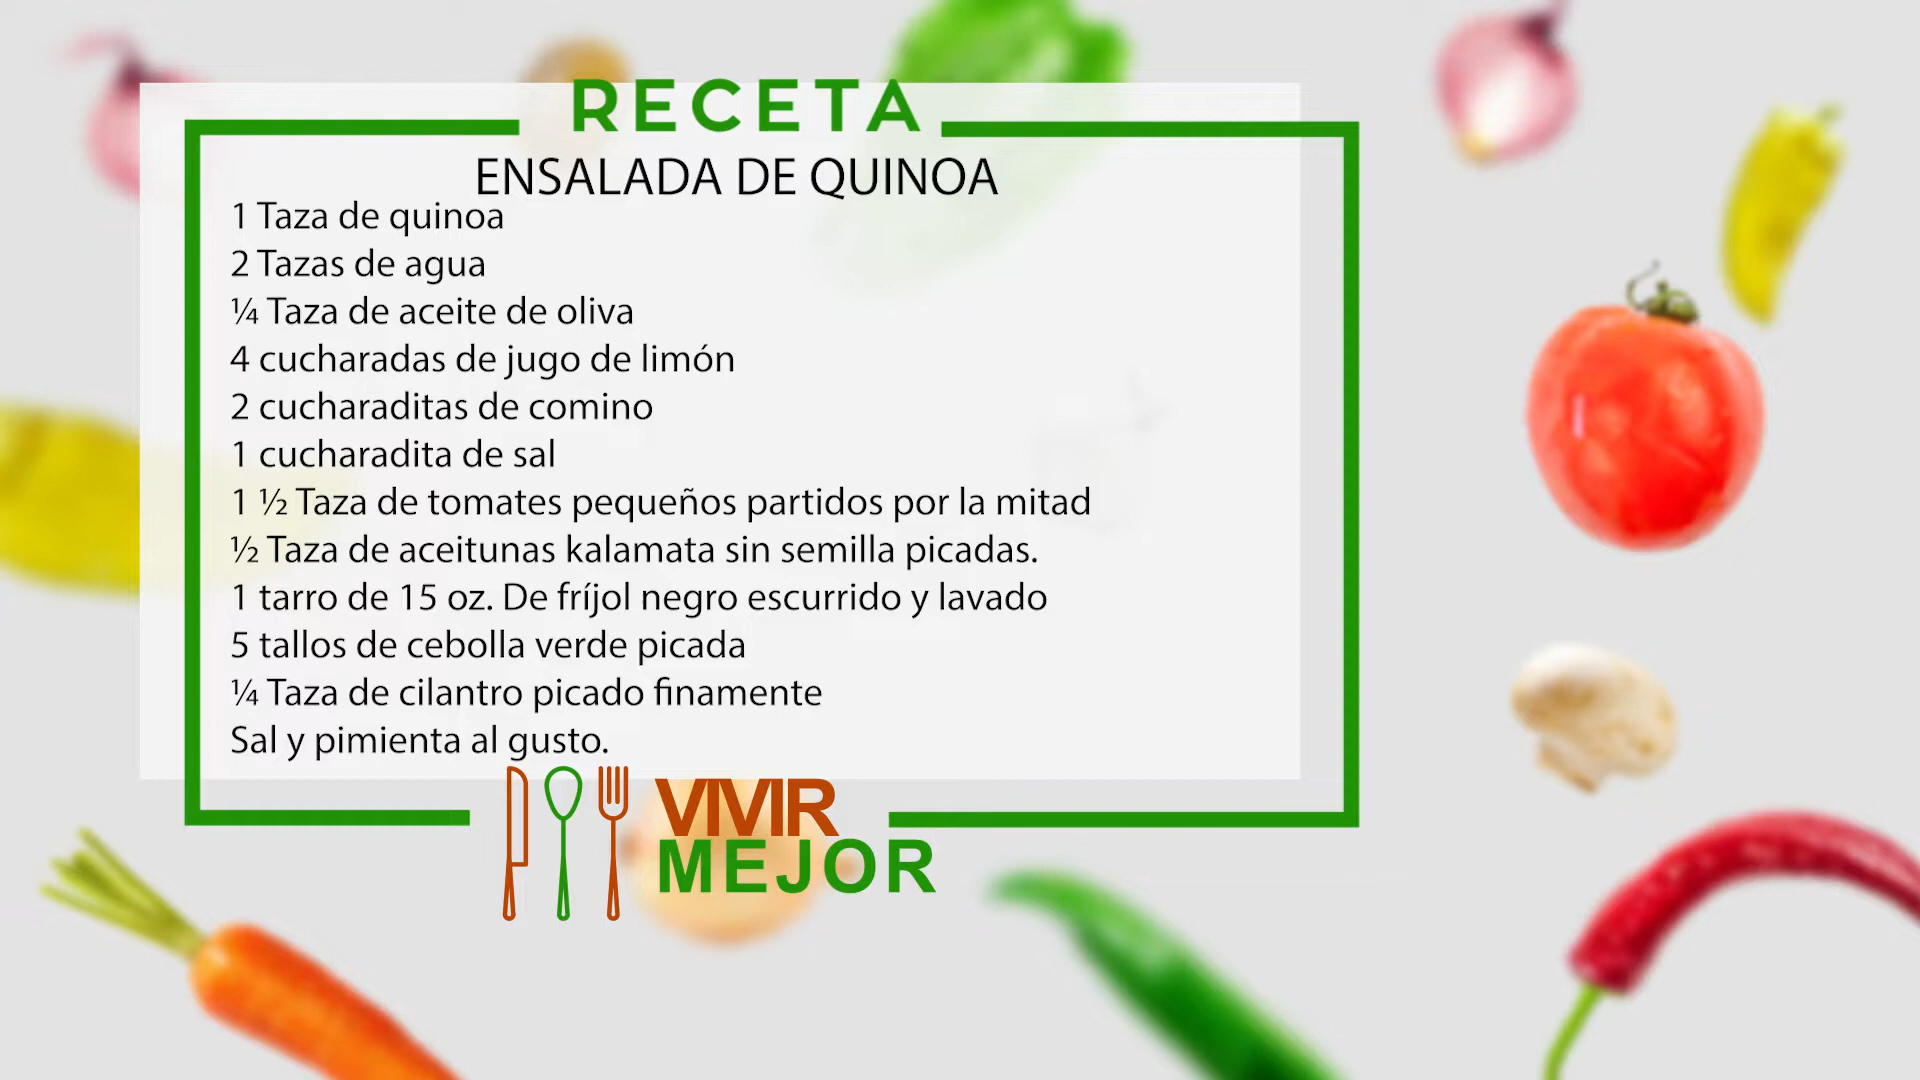 RECETA
ENSALADA DE QUINOA
1 Taza de quinoa
2 Tazas de agua
¼ Taza de aceite de oliva
4 cucharadas de jugo de limón
2 cucharaditas de comino
1 cucharadita de sal
1 ½ Taza de tomates pequeños partidos por la mitad
½ Taza de aceitunas kalamata sin semilla picadas.
1 tarro de 15 oz. De fríjol negro escurrido y lavado
5 tallos de cebolla verde picada
¼ Taza de cilantro picado finamente
Sal y pimienta al gusto.
VIVIR
MEJOR